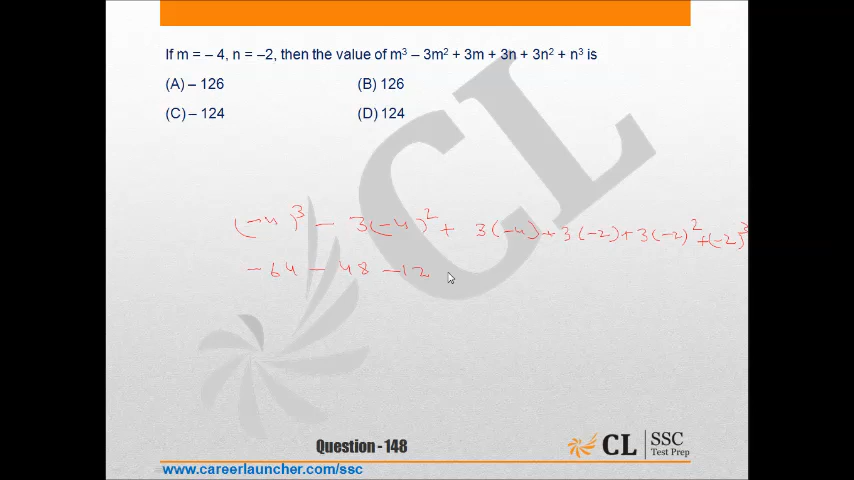 If m = – 4, n = –2, then the value of m³ – 3m² + 3m + 3n + 3n² + n³ is
(A) – 126 (B) 126
(C) – 124 (D) 124
(-4)³ - 3(-4)² + 3(-4) + 3(-2) + 3(-2)² + (-2)³
-64 - 48 - 12
CL
Question - 148
CL SSC
Test Prep
www.careerlauncher.com/ssc